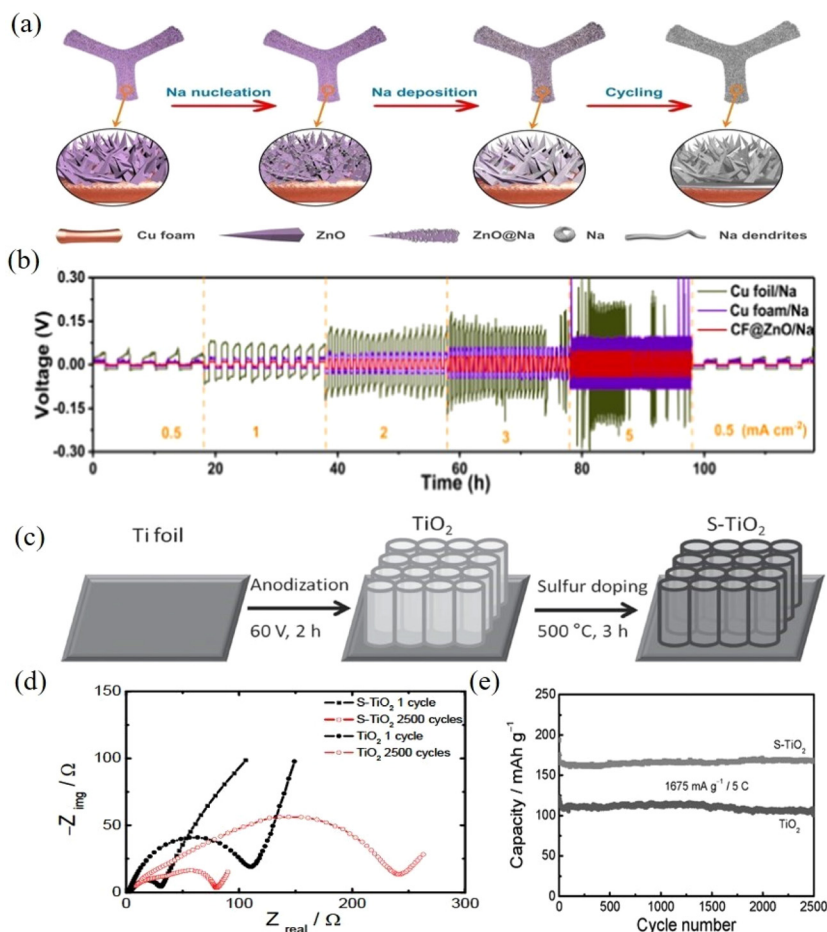 (a)
Na nucleation
Na deposition
Cycling
Cu foam
ZnO
ZnO@Na
Na
Na dendrites
(b)
Voltage (V)
0.30
0.15
0.00
-0.15
-0.30
Cu foil/Na
Cu foam/Na
CF@ZnO/Na
0.5
1
2
3
5
0.5 (mA cm⁻²)
0
20
40
60
80
100
Time (h)
(c)
Ti foil
Anodization
60 V, 2 h
TiO₂
Sulfur doping
500 °C, 3 h
S-TiO₂
(d)
-Z img / Ω
150
100
50
0
S-TiO₂ 1 cycle
S-TiO₂ 2500 cycles
TiO₂ 1 cycle
TiO₂ 2500 cycles
0
100
200
300
Z real / Ω
(e)
Capacity / mAh g⁻¹
250
200
150
100
50
0
S-TiO₂
1675 mA g⁻¹ / 5 C
TiO₂
0
500
1000
1500
2000
2500
Cycle number